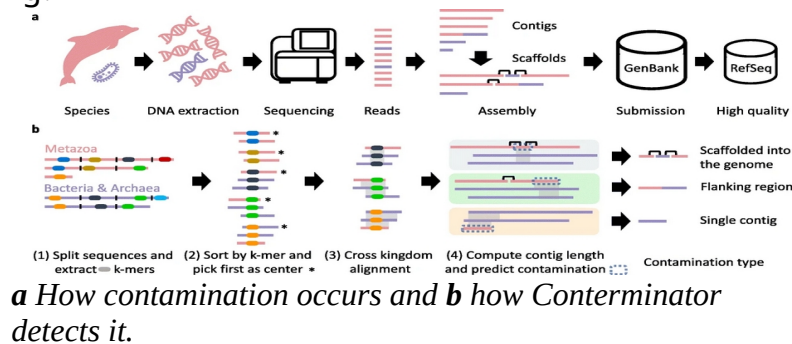 a
Contigs
Scaffolds
GenBank
RefSeq
Species DNA extraction Sequencing Reads Assembly Submission High quality
b
Metazoa
Bacteria & Archaea
*
*
*
*
*
Scaffolded into
the genome
Flanking region
Single contig
(1) Split sequences and
extract k-mers
(2) Sort by k-mer and
pick first as center *
(3) Cross kingdom
alignment
(4) Compute contig length
and predict contamination
Contamination type
a How contamination occurs and b how Conterminator
detects it.